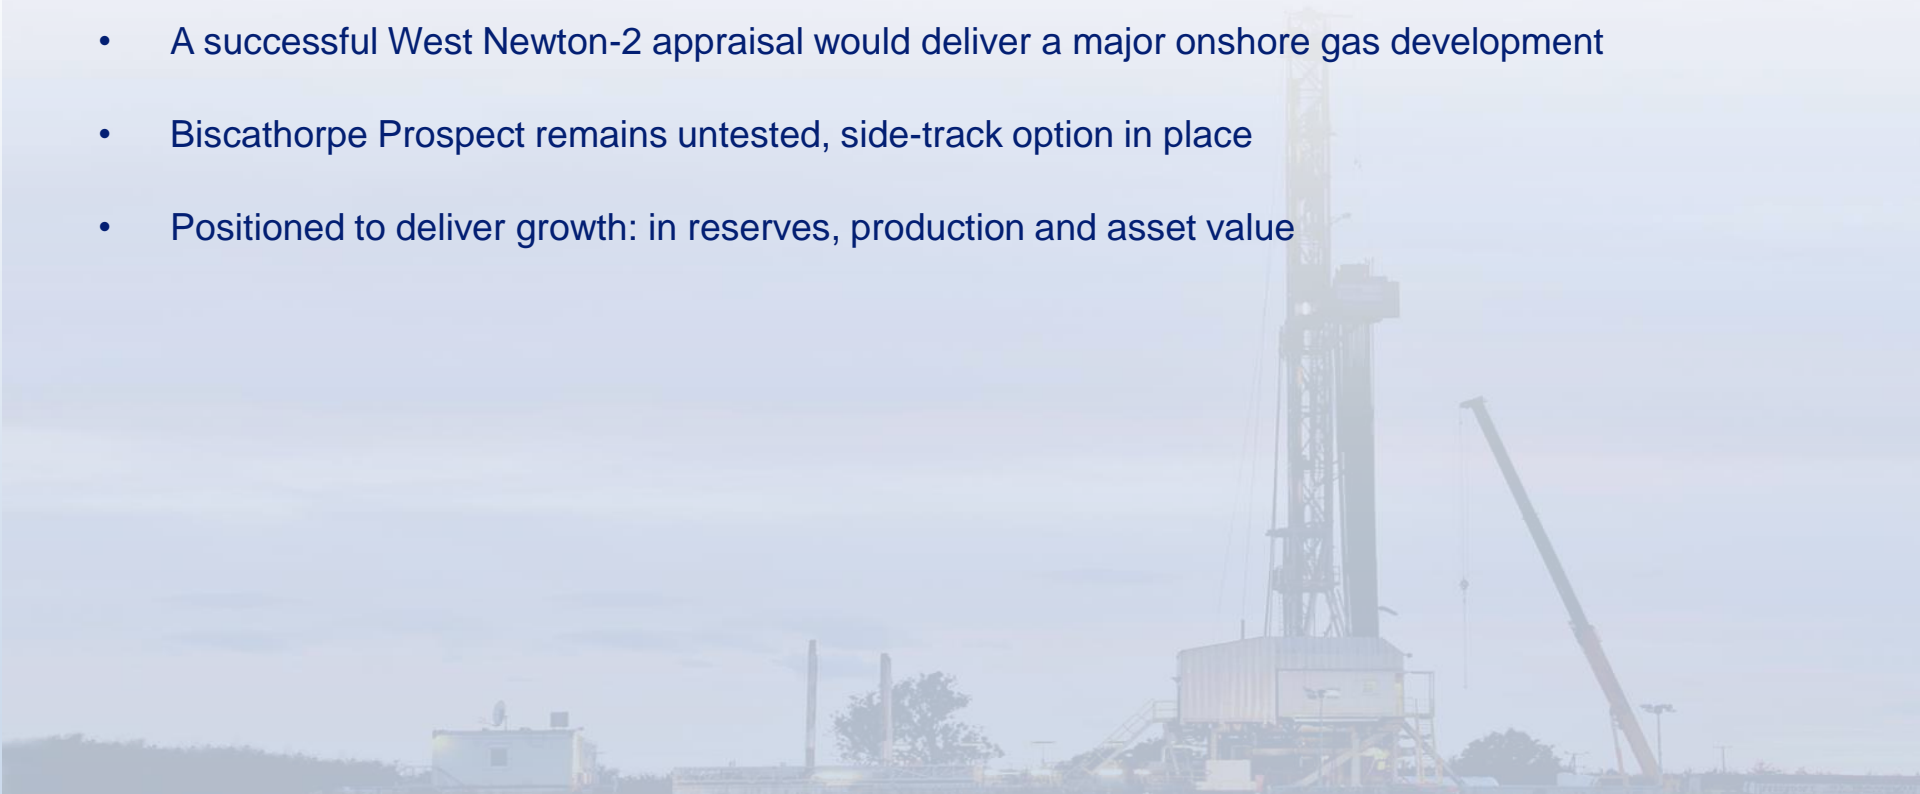 • A successful West Newton-2 appraisal would deliver a major onshore gas development
• Biscathorpe Prospect remains untested, side-track option in place
• Positioned to deliver growth: in reserves, production and asset value